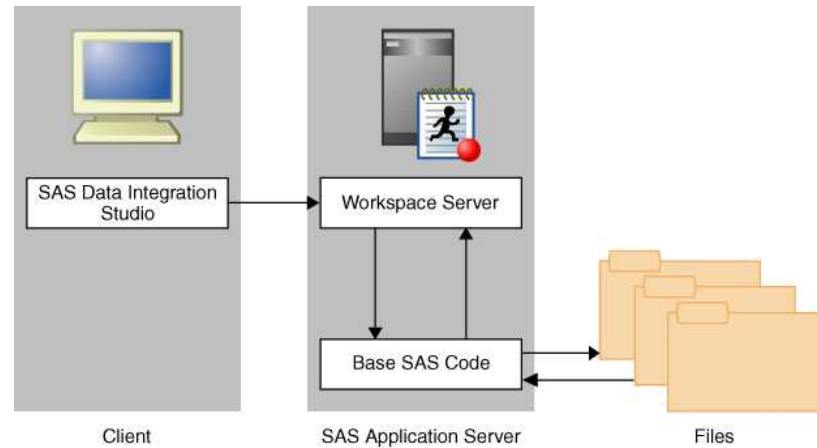 SAS Data Integration
Studio
Workspace Server
Base SAS Code
Client
SAS Application Server
Files